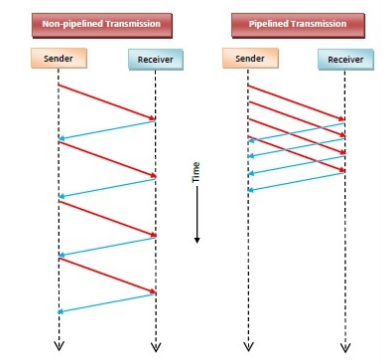 Non-pipelined Transmission
Pipelined Transmission
Sender
Receiver
Sender
Receiver
Time